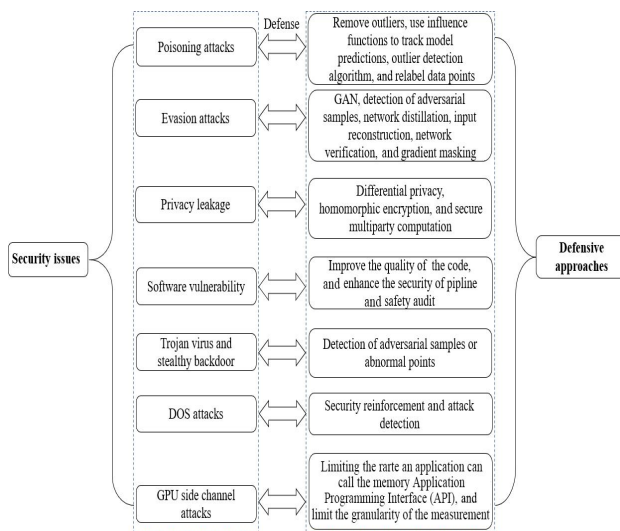 Defense
Poisoning attacks
Remove outliers, use influence
functions to track model
predictions, outlier detection
algorithm, and relabel data points
Evasion attacks
GAN, detection of adversarial
samples, network distillation, input
reconstruction, network
verification, and gradient masking
Privacy leakage
Differential privacy,
homomorphic encryption, and secure
multiparty computation
Security issues
Defensive
approaches
Software vulnerability
Improve the quality of the code,
and enhance the security of pipline
and safety audit
Trojan virus and
stealthy backdoor
Detection of adversarial samples or
abnormal points
DOS attacks
Security reinforcement and attack
detection
GPU side channel
attacks
Limiting the rarte an application can
call the memory Application
Programming Interface (API), and
limit the granularity of the measurement